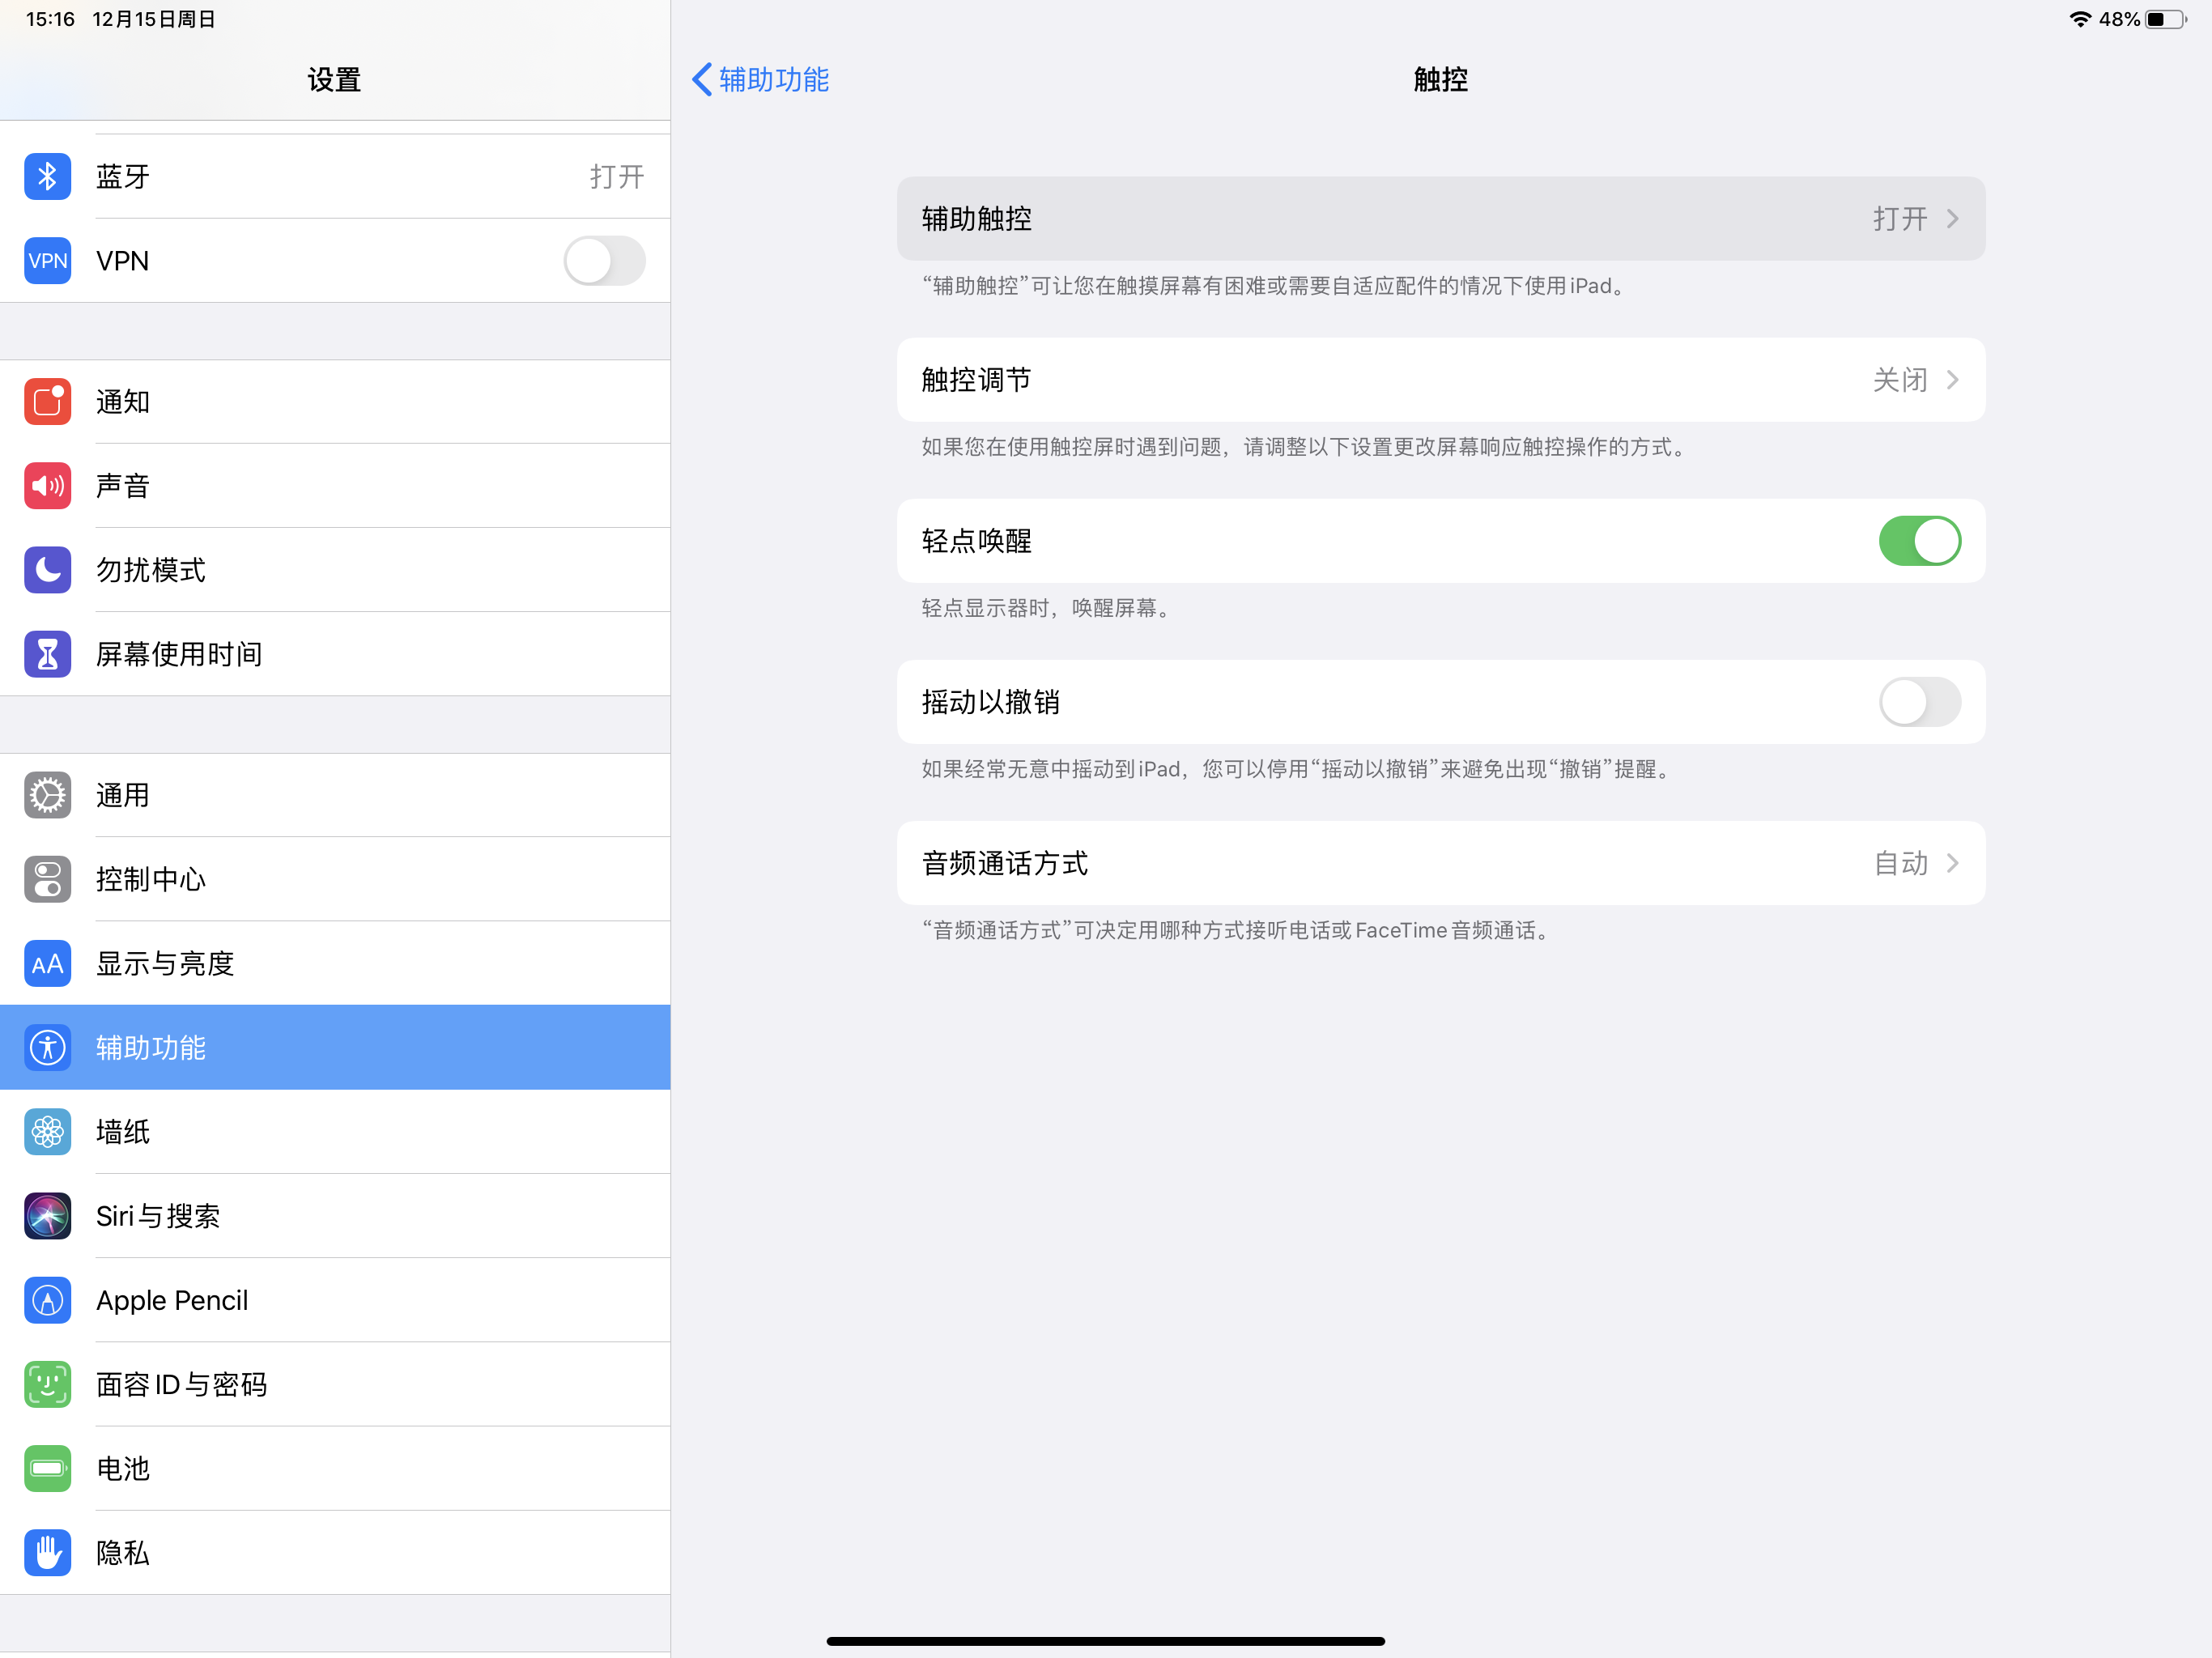 15:16 12月15日周日
48%
设置
蓝牙 打开
VPN VPN
通知
声音
勿扰模式
屏幕使用时间
通用
控制中心
AA 显示与亮度
辅助功能
墙纸
Siri与搜索
Apple Pencil
面容ID与密码
电池
隐私
辅助功能 触控
辅助触控 打开
“辅助触控”可让您在触摸屏幕有困难或需要自适应配件的情况下使用iPad。
触控调节 关闭
如果您在使用触控屏时遇到问题，请调整以下设置更改屏幕响应触控操作的方式。
轻点唤醒
轻点显示器时，唤醒屏幕。
摇动以撤销
如果经常无意中摇动到iPad，您可以停用“摇动以撤销”来避免出现“撤销”提醒。
音频通话方式 自动
“音频通话方式”可决定用哪种方式接听电话或FaceTime音频通话。